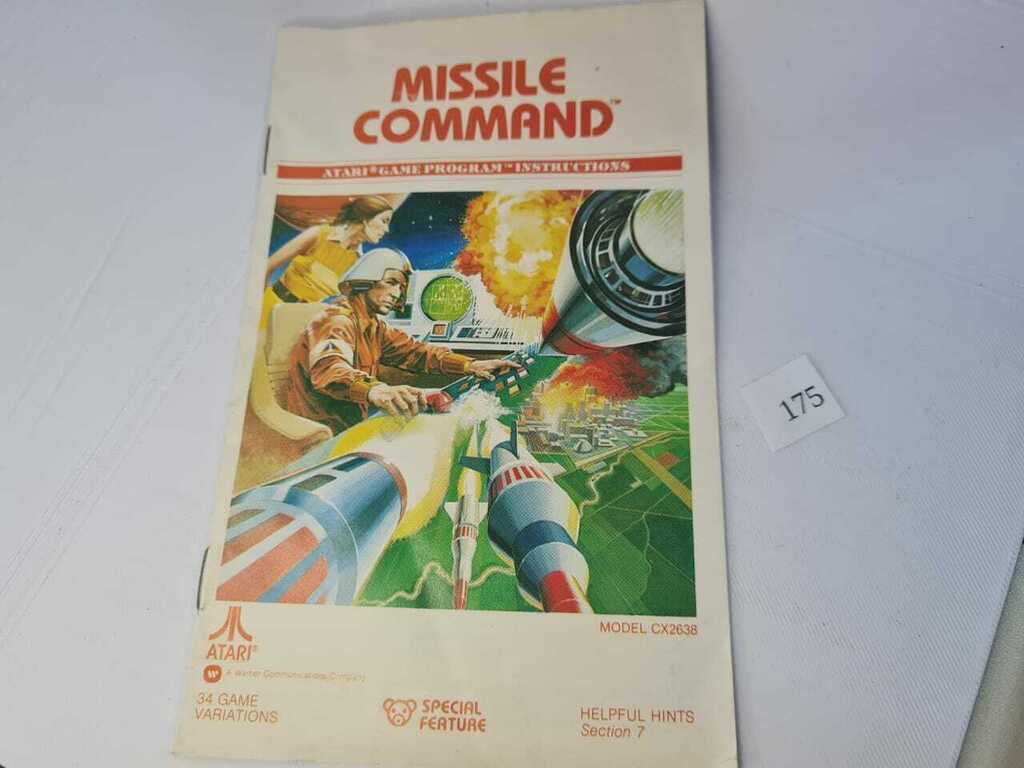 MISSILE
COMMAND™
ATARI® GAME PROGRAM™ INSTRUCTIONS
175
MODEL CX2638
ATARI®
A Warner Communications Company
34 GAME
VARIATIONS
SPECIAL
FEATURE
HELPFUL HINTS
Section 7